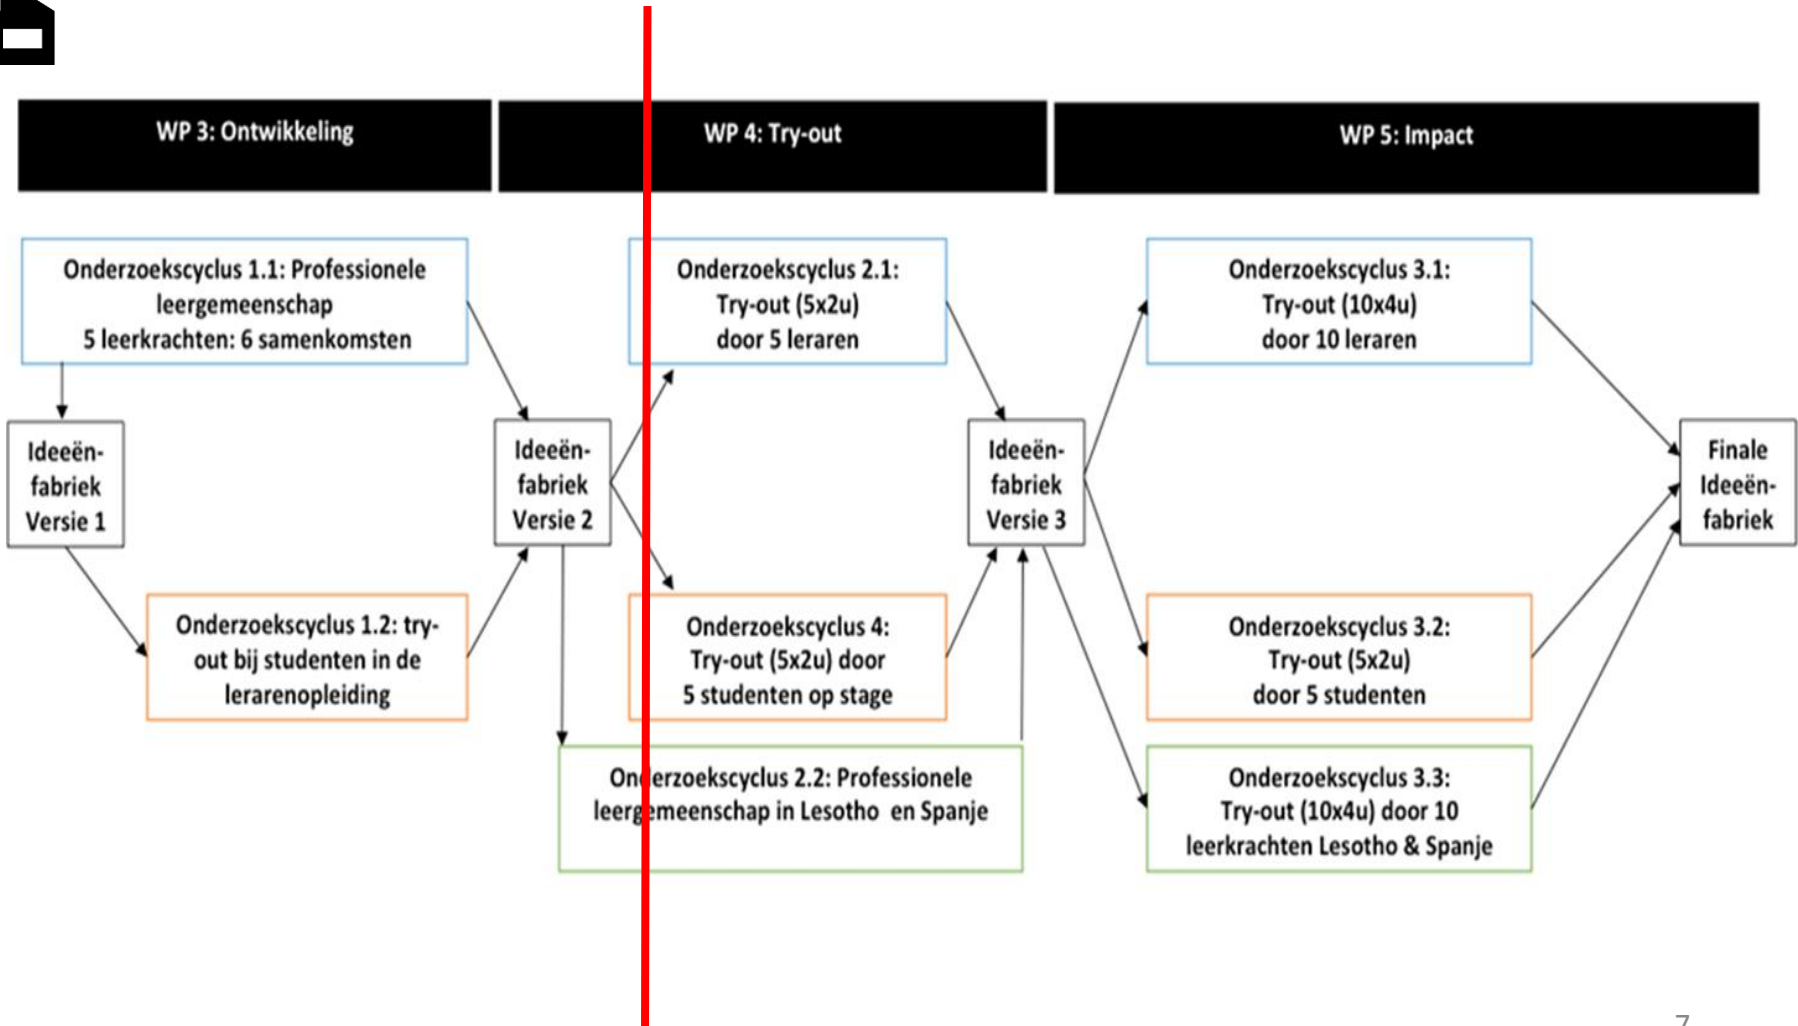 WP 3: Ontwikkeling
WP 4: Try-out
WP 5: Impact
Onderzoekscyclus 1.1: Professionele
leergemeenschap
5 leerkrachten: 6 samenkomsten
Onderzoekscyclus 2.1:
Try-out (5x2u)
door 5 leraren
Onderzoekscyclus 3.1:
Try-out (10x4u)
door 10 leraren
Ideeën-
fabriek
Versie 1
Ideeën-
fabriek
Versie 2
Ideeën-
fabriek
Versie 3
Finale
Ideeën-
fabriek
Onderzoekscyclus 1.2: try-
out bij studenten in de
lerarenopleiding
Onderzoekscyclus 4:
Try-out (5x2u) door
5 studenten op stage
Onderzoekscyclus 3.2:
Try-out (5x2u)
door 5 studenten
Onderzoekscyclus 2.2: Professionele
leergemeenschap in Lesotho en Spanje
Onderzoekscyclus 3.3:
Try-out (10x4u) door 10
leerkrachten Lesotho & Spanje
7